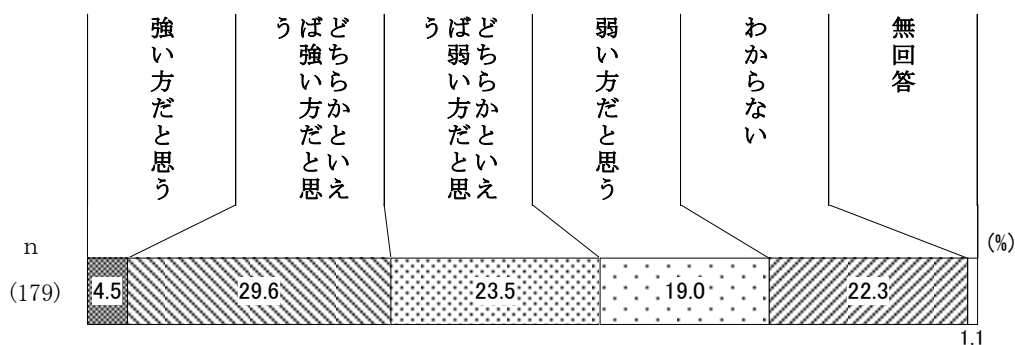 強い方だと思う
どちらかといえ
ば強い方だと思
う
どちらかといえ
ば弱い方だと思
う
弱い方だと思う
わからない
無回答
(%)
n
(179)
4.5
29.6
23.5
19.0
22.3
1.1